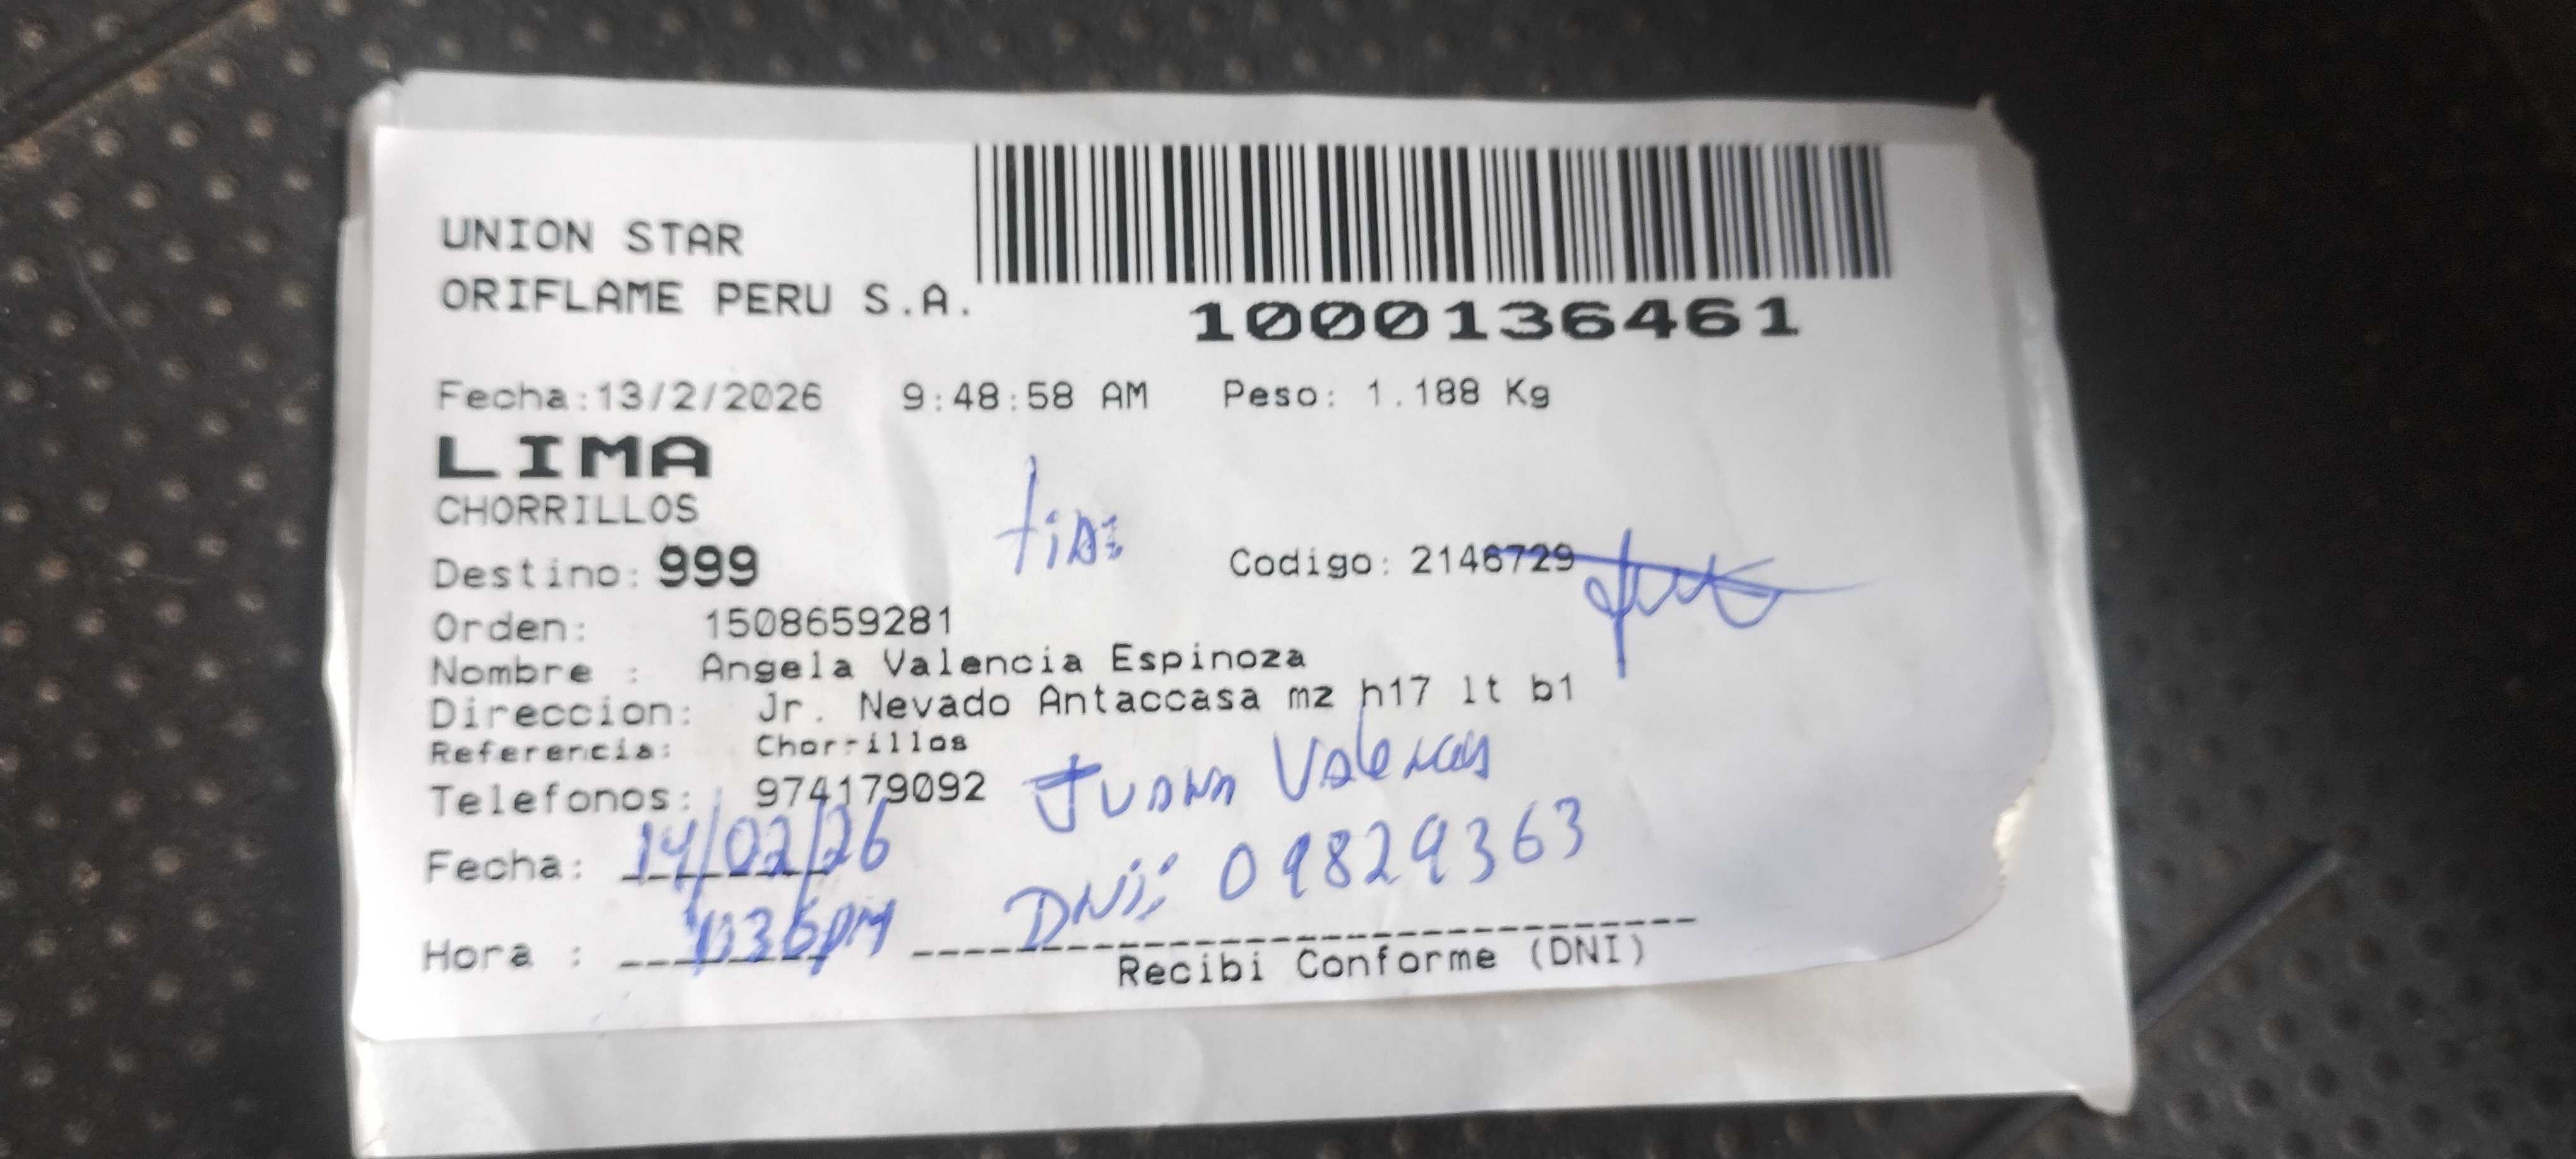 UNION STAR
ORIFLAME PERU S.A.
1000136461
Fecha:13/2/2026 9:48:58 AM Peso: 1.188 Kg
LIMA
CHORRILLOS
Destino: 999 Codigo: 2146729
Orden: 1508659281
Nombre : Angela Valencia Espinoza
Direccion: Jr. Nevado Antaccasa mz h17 lt b1
Referencia: Chorrillos
Telefonos: 974179092 Juana Valencia
Fecha: 14/02/26
DNI: 09829363
Hora :
Recibi Conforme (DNI)